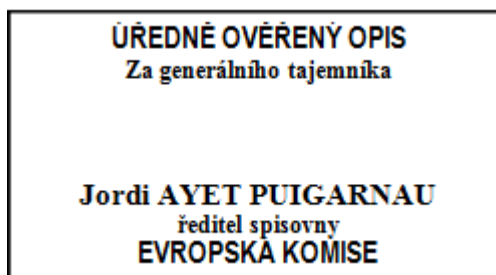 ÚŘEDNĚ OVĚŘENÝ OPIS
Za generálního tajemníka
Jordi AYET PUIGARNAU
ředitel spisovny
EVROPSKÁ KOMISE